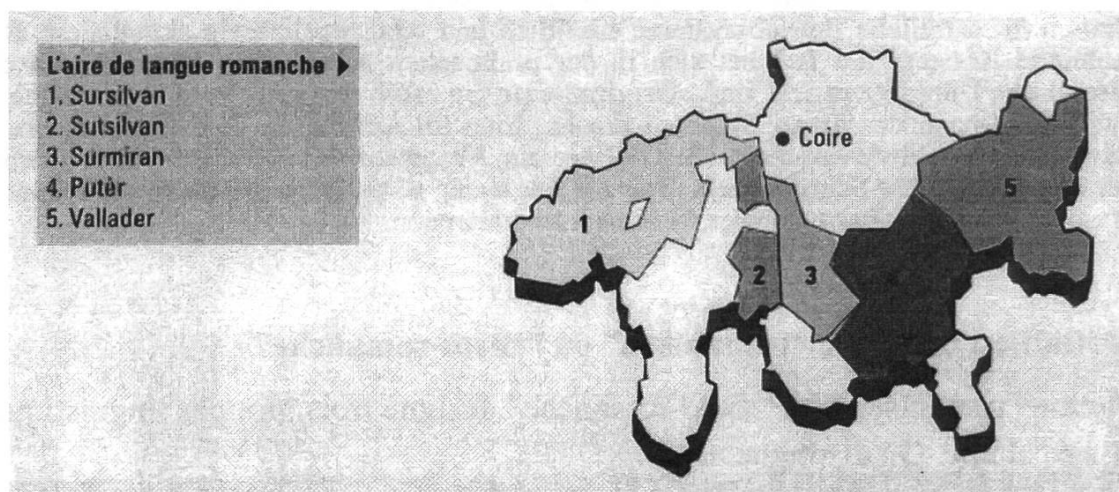 L'aire de langue romanche ▶
1. Sursilvan
2. Sutsilvan
3. Surmiran
4. Putèr
5. Vallader
Coire
1
2
3
5